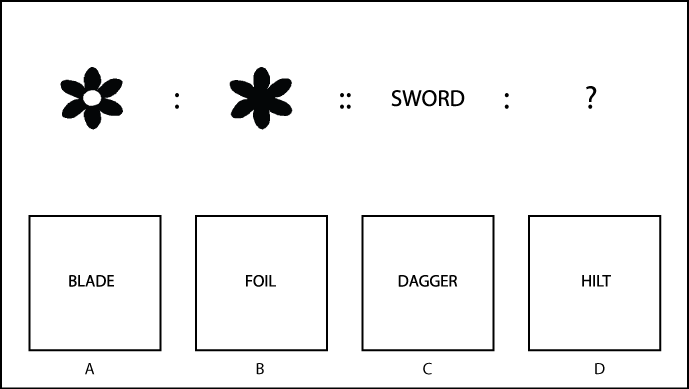 : :: SWORD : ?
BLADE FOIL DAGGER HILT
A B C D